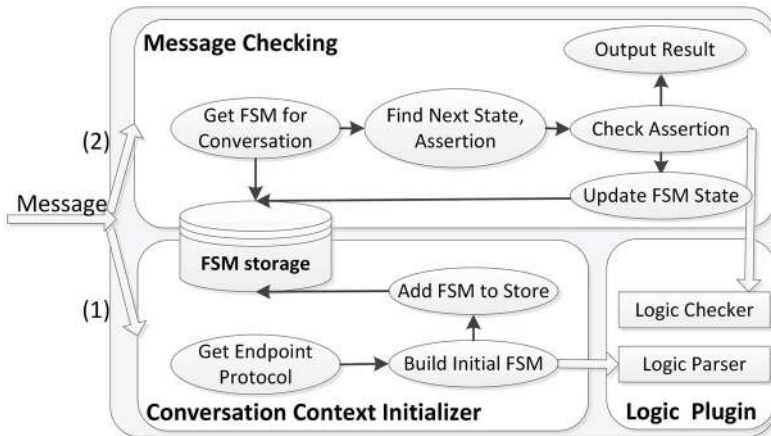 Message Checking
Output Result
Get FSM for
Conversation
Find Next State,
Assertion
Check Assertion
(2)
Update FSM State
Message
FSM storage
(1)
Add FSM to Store
Logic Checker
Get Endpoint
Protocol
Build Initial FSM
Logic Parser
Conversation Context Initializer
Logic Plugin